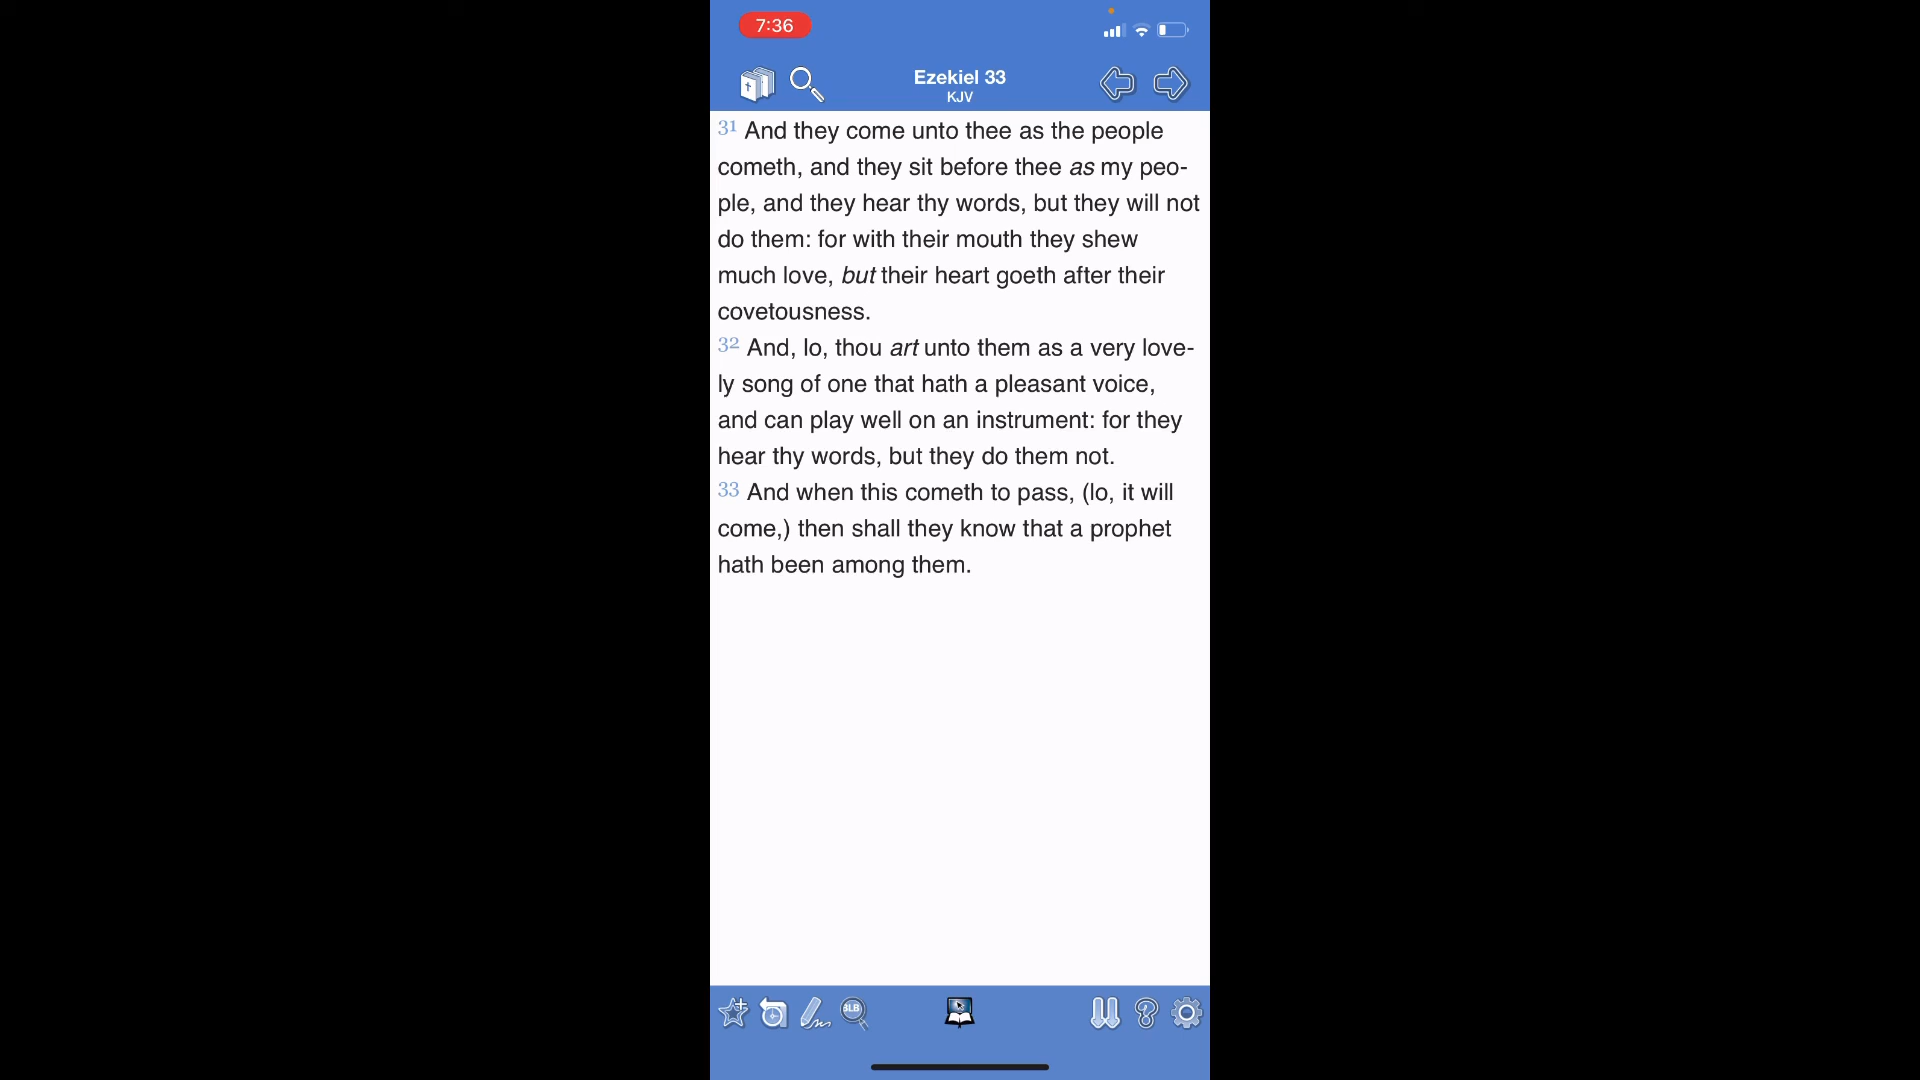 7:36
Ezekiel 33
KJV
31 And they come unto thee as the people
cometh, and they sit before thee as my peo-
ple, and they hear thy words, but they will not
do them: for with their mouth they shew
much love, but their heart goeth after their
covetousness.
32 And, lo, thou art unto them as a very love-
ly song of one that hath a pleasant voice,
and can play well on an instrument: for they
hear thy words, but they do them not.
33 And when this cometh to pass, (lo, it will
come,) then shall they know that a prophet
hath been among them.
BLB